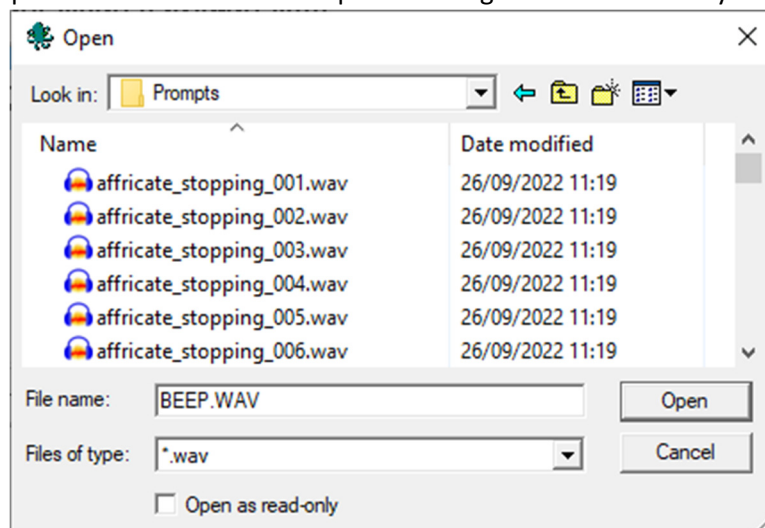 Open
Look in: Prompts
Name Date modified
affricate_stopping_001.wav 26/09/2022 11:19
affricate_stopping_002.wav 26/09/2022 11:19
affricate_stopping_003.wav 26/09/2022 11:19
affricate_stopping_004.wav 26/09/2022 11:19
affricate_stopping_005.wav 26/09/2022 11:19
affricate_stopping_006.wav 26/09/2022 11:19
File name: BEEP.WAV Open
Files of type: *.wav Cancel
Open as read-only